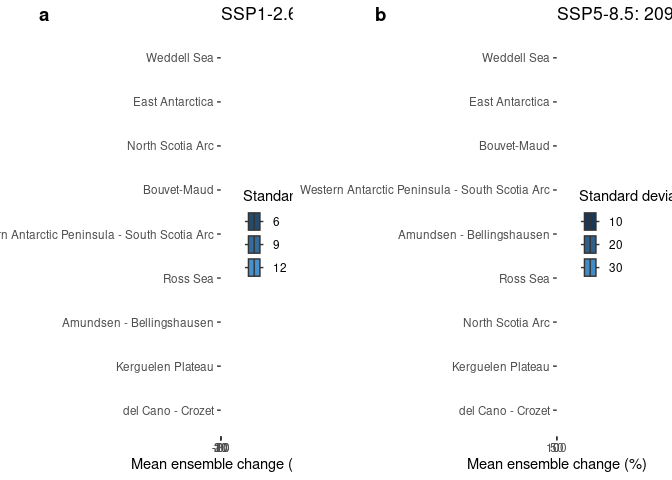 a
SSP1-2.6
Weddell Sea
East Antarctica
North Scotia Arc
Bouvet-Maud
rn Antarctic Peninsula - South Scotia Arc
Ross Sea
Amundsen - Bellingshausen
Kerguelen Plateau
del Cano - Crozet
Mean ensemble change (
Standar
6
9
12
b
SSP5-8.5: 209
Weddell Sea
East Antarctica
Bouvet-Maud
Western Antarctic Peninsula - South Scotia Arc
Amundsen - Bellingshausen
Ross Sea
North Scotia Arc
Kerguelen Plateau
del Cano - Crozet
Mean ensemble change (%)
Standard devia
10
20
30